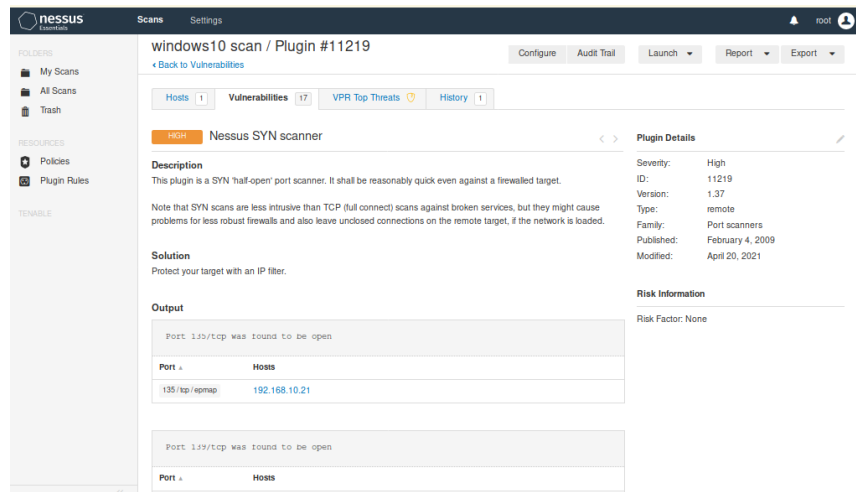 nessus
Essentials
Scans
Settings
root
FOLDERS
My Scans
All Scans
Trash
RESOURCES
Policies
Plugin Rules
TENABLE
windows10 scan / Plugin #11219
Back to Vulnerabilities
Configure
Audit Trail
Launch
Report
Export
Hosts 1
Vulnerabilities 17
VPR Top Threats
History 1
HIGH Nessus SYN scanner
Description
This plugin is a SYN 'half-open' port scanner. It shall be reasonably quick even against a firewalled target.
Note that SYN scans are less intrusive than TCP (full connect) scans against broken services, but they might cause
problems for less robust firewalls and also leave unclosed connections on the remote target, if the network is loaded.
Solution
Protect your target with an IP filter.
Output
Port 135/tcp was found to be open
Port Hosts
135 / tcp / epmap 192.168.10.21
Port 139/tcp was found to be open
Port Hosts
Plugin Details
Severity: High
ID: 11219
Version: 1.37
Type: remote
Family: Port scanners
Published: February 4, 2009
Modified: April 20, 2021
Risk Information
Risk Factor: None